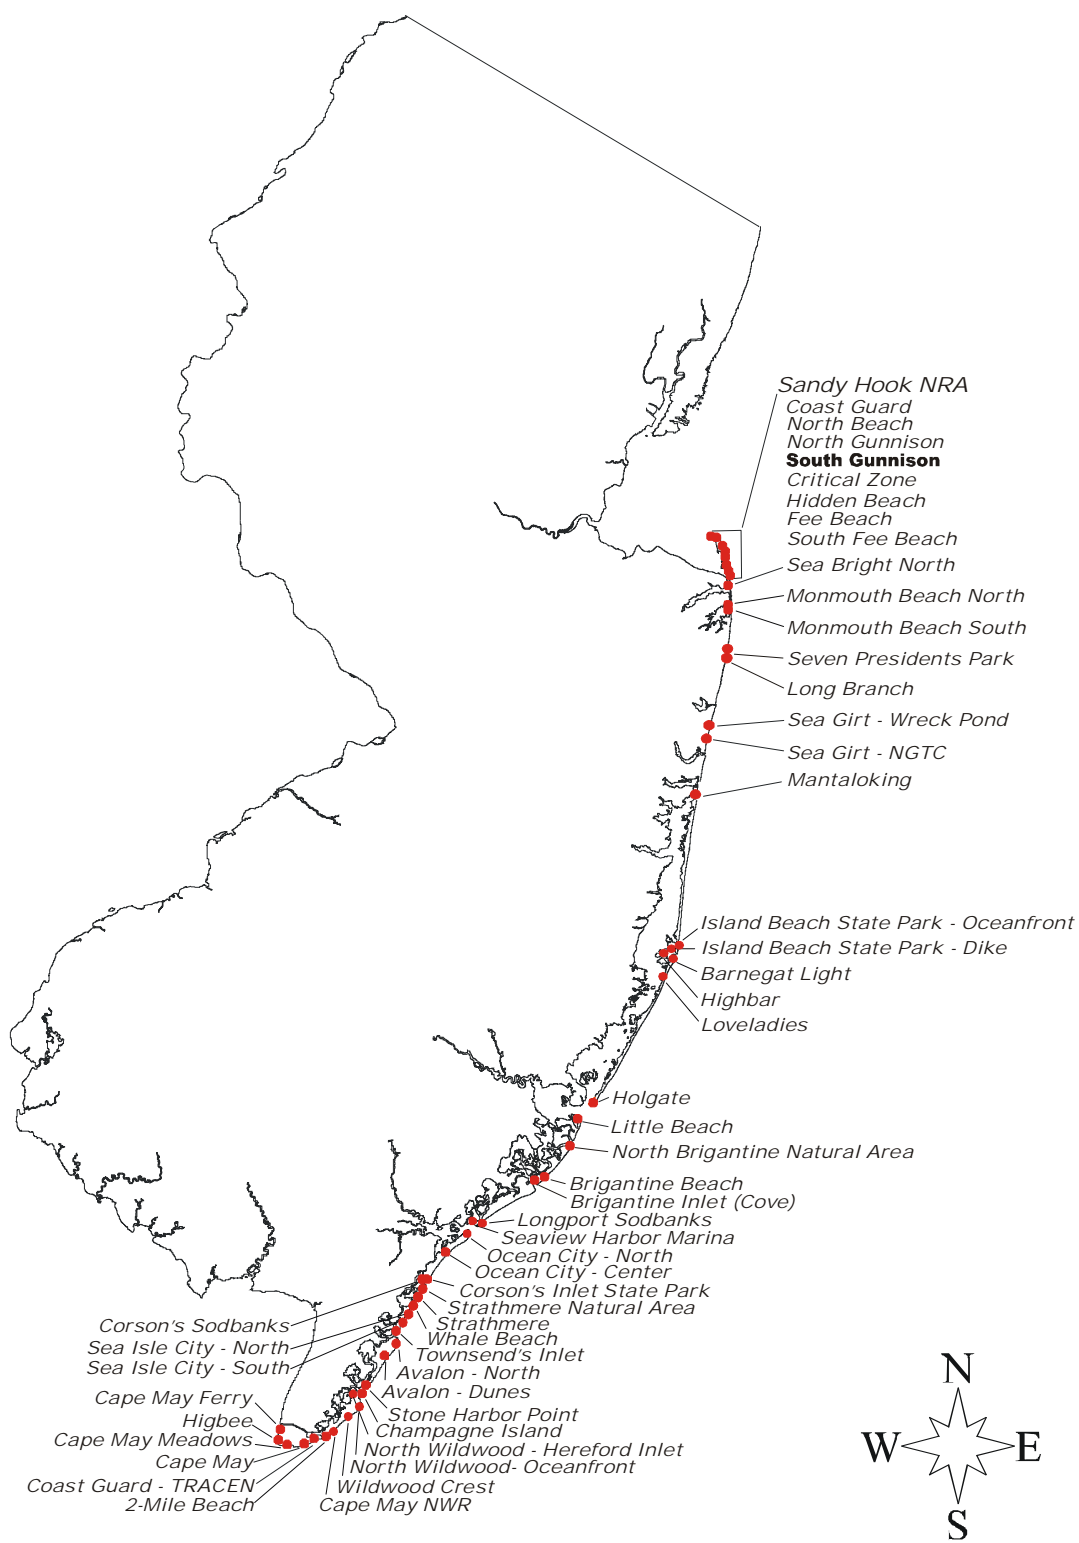 Sandy Hook NRA
Coast Guard
North Beach
North Gunnison
South Gunnison
Critical Zone
Hidden Beach
Fee Beach
South Fee Beach
Sea Bright North
Monmouth Beach North
Monmouth Beach South
Seven Presidents Park
Long Branch
Sea Girt - Wreck Pond
Sea Girt - NGTC
Mantaloking
Island Beach State Park - Oceanfront
Island Beach State Park - Dike
Barnegat Light
Highbar
Loveladies
Holgate
Little Beach
North Brigantine Natural Area
Brigantine Beach
Brigantine Inlet (Cove)
Longport Sodbanks
Seaview Harbor Marina
Ocean City - North
Ocean City - Center
Corson's Inlet State Park
Strathmere Natural Area
Strathmere
Whale Beach
Townsend's Inlet
Avalon - North
Avalon - Dunes
Stone Harbor Point
Champagne Island
North Wildwood - Hereford Inlet
North Wildwood- Oceanfront
Wildwood Crest
Cape May NWR
Corson's Sodbanks
Sea Isle City - North
Sea Isle City - South
Cape May Ferry
Higbee
Cape May Meadows
Cape May
Coast Guard - TRACEN
2-Mile Beach
N
W
E
S